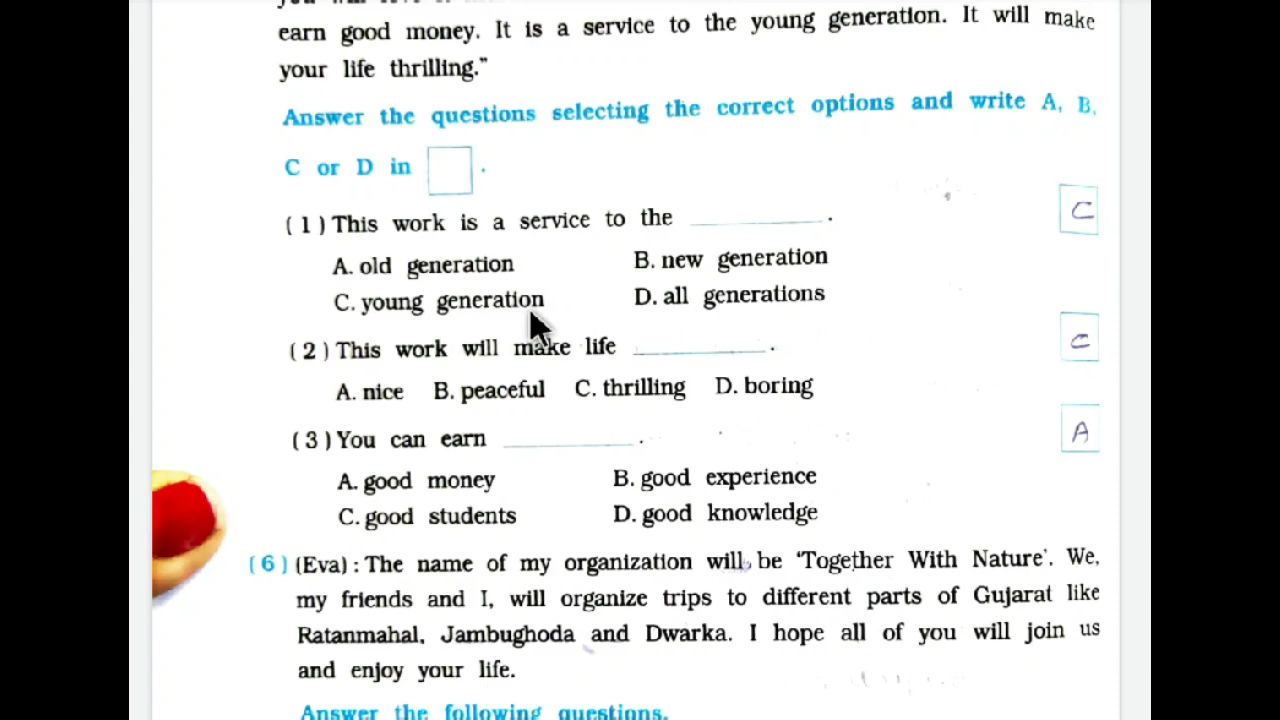 earn good money. It is a service to the young generation. It will make
your life thrilling."
Answer the questions selecting the correct options and write A, B,
C or D in .
( 1 ) This work is a service to the ____________ . C
A. old generation B. new generation
C. young generation D. all generations
( 2 ) This work will make life ____________ . C
A. nice B. peaceful C. thrilling D. boring
( 3 ) You can earn ____________ . A
A. good money B. good experience
C. good students D. good knowledge
( 6 ) (Eva) : The name of my organization will be 'Together With Nature'. We,
my friends and I, will organize trips to different parts of Gujarat like
Ratanmahal, Jambughoda and Dwarka. I hope all of you will join us
and enjoy your life.
Answer the following questions.